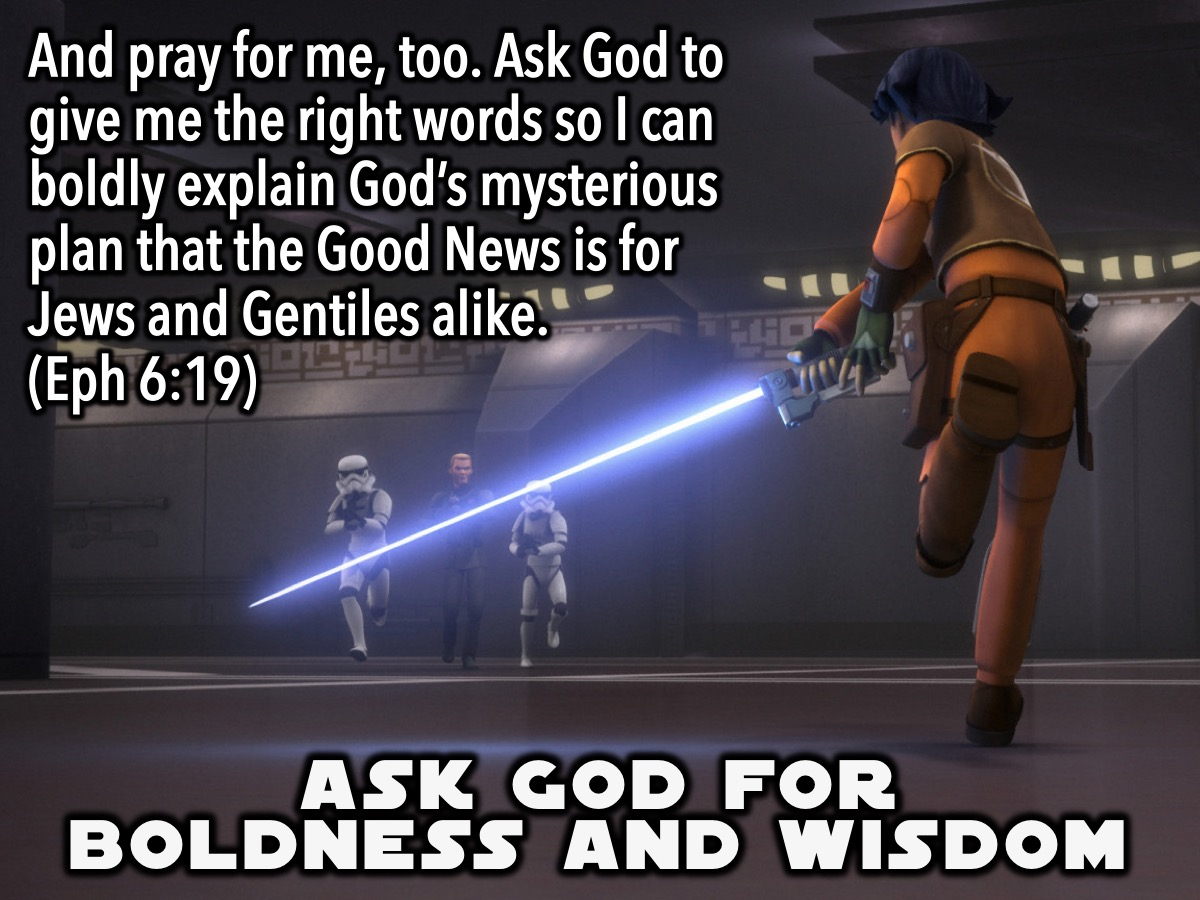 And pray for me, too. Ask God to
give me the right words so I can
boldly explain God’s mysterious
plan that the Good News is for
Jews and Gentiles alike.
(Eph 6:19)
ASK GOD FOR
BOLDNESS AND WISDOM